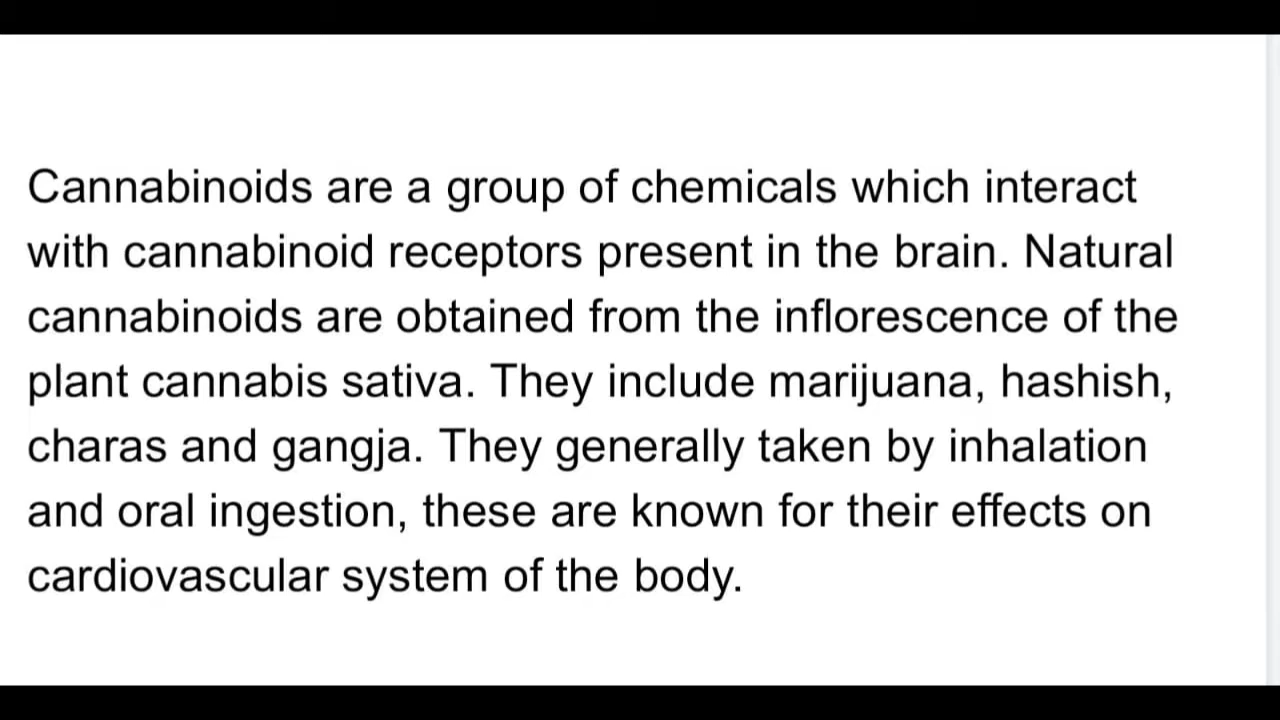 Cannabinoids are a group of chemicals which interact
with cannabinoid receptors present in the brain. Natural
cannabinoids are obtained from the inflorescence of the
plant cannabis sativa. They include marijuana, hashish,
charas and gangja. They generally taken by inhalation
and oral ingestion, these are known for their effects on
cardiovascular system of the body.